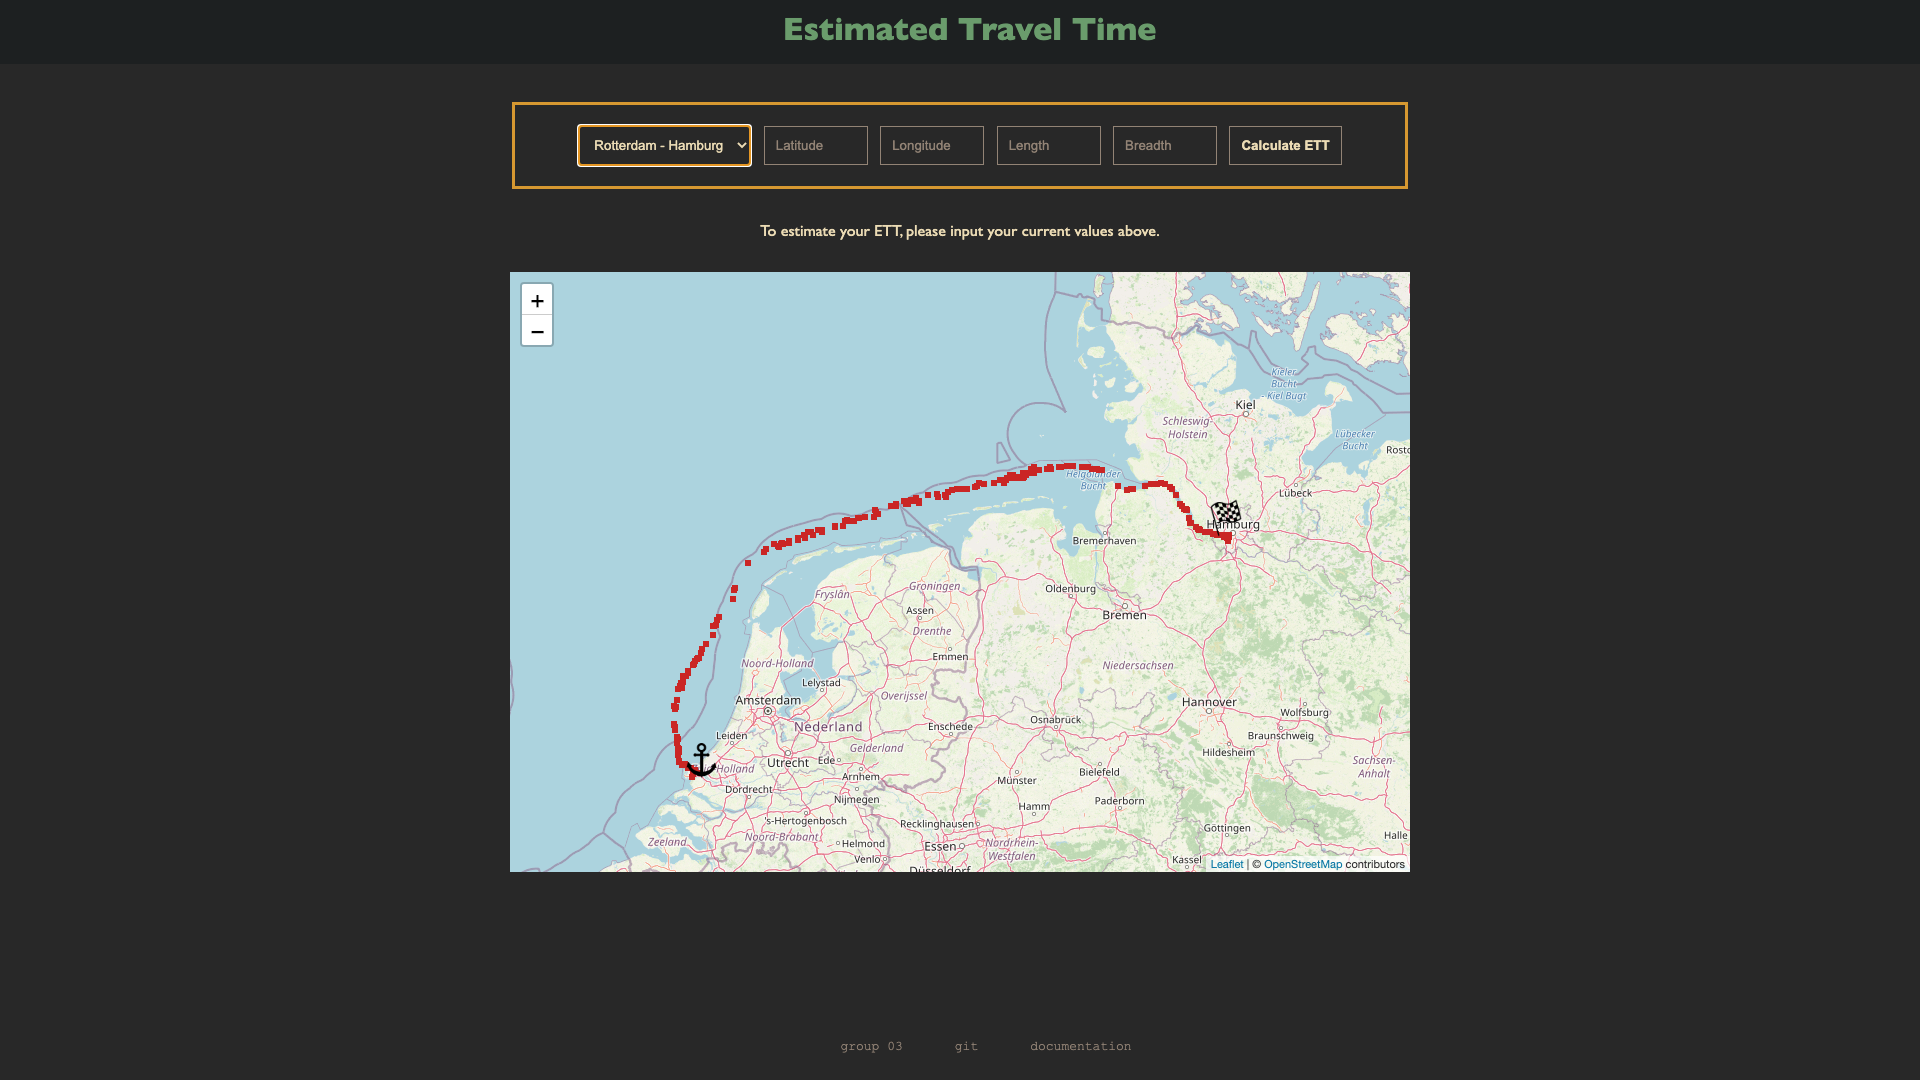 Estimated Travel Time
Rotterdam - Hamburg
Latitude
Longitude
Length
Breadth
Calculate ETT
To estimate your ETT, please input your current values above.
+
−
Kieler
Bucht
- Kiel Bugt
Kiel
Schleswig-
Holstein
Lübecker
Bucht
Rosto
Helgoländer
Bucht
Lübeck
Hamburg
Bremerhaven
Groningen
Oldenburg
Fryslân
Assen
Bremen
Drenthe
Emmen
Noord-Holland
Niedersachsen
Lelystad
Overijssel
Amsterdam
Hannover
Wolfsburg
Osnabrück
Nederland
Enschede
Leiden
Braunschweig
Gelderland
Hildesheim
Utrecht
Ede
Holland
Sachsen-
Anhalt
Arnhem
Bielefeld
Münster
Dordrecht
Nijmegen
Paderborn
Hamm
's-Hertogenbosch
Recklinghausen
Göttingen
Noord-Brabant
Halle
Zeeland
Helmond
Essen
Nordrhein-
Westfalen
Venlo
Kassel
Düsseldorf
Leaflet | © OpenStreetMap contributors
group 03
git
documentation